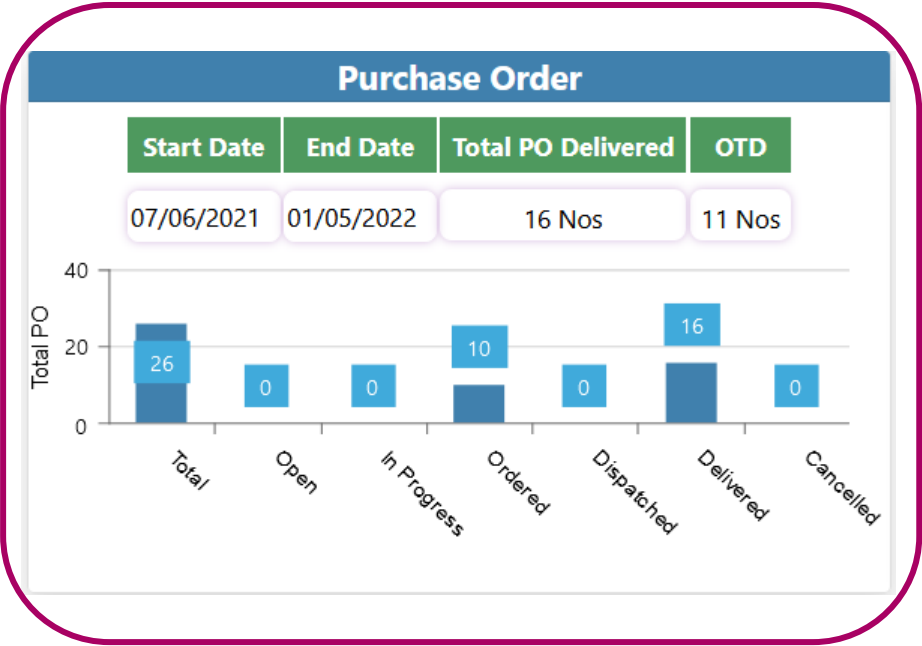 Purchase Order
Start Date End Date Total PO Delivered OTD
07/06/2021 01/05/2022 16 Nos 11 Nos
Total PO
40
20
0
26 0 0 10 0 16 0
Total Open In Progress Ordered Dispatched Delivered Cancelled